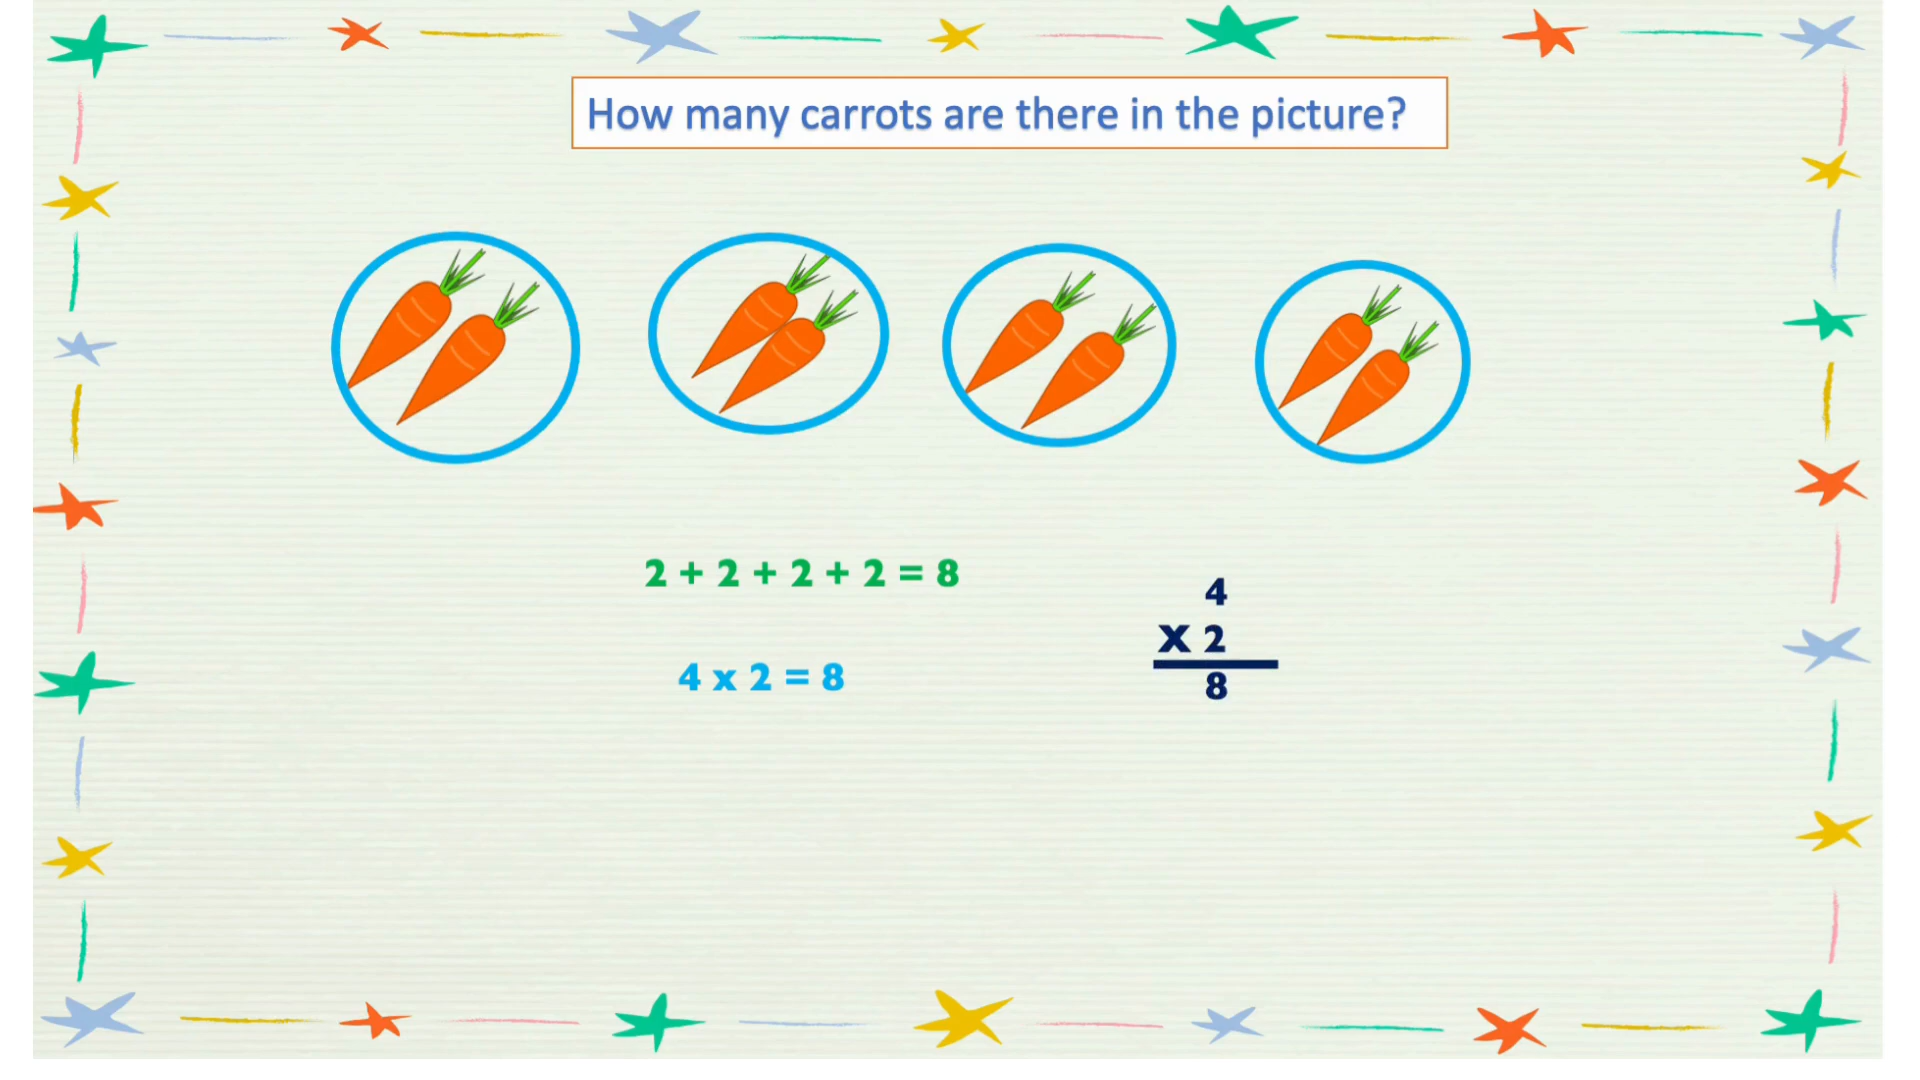 How many carrots are there in the picture?
2 + 2 + 2 + 2 = 8
4 x 2 = 8
4
x 2
8